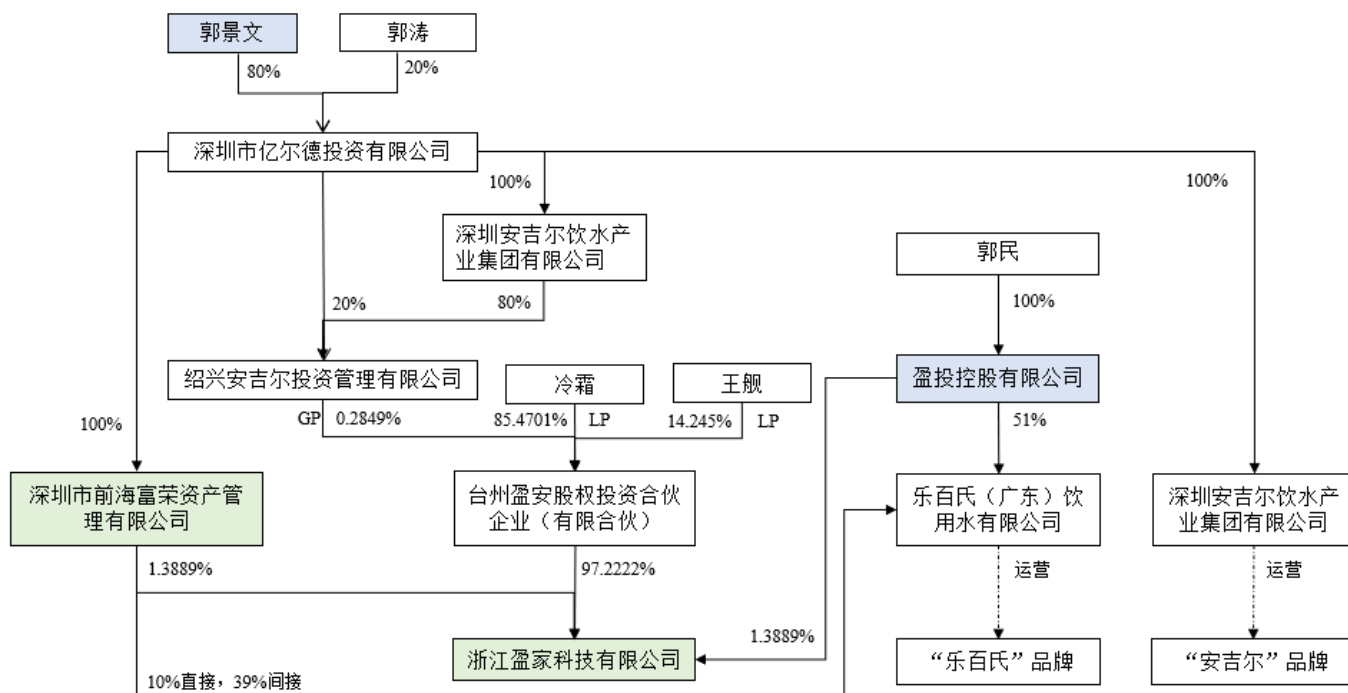 郭景文
郭涛
80%
20%
深圳市亿尔德投资有限公司
100%
100%
深圳安吉尔饮水产
业集团有限公司
郭民
20%
80%
100%
绍兴安吉尔投资管理有限公司
冷霜
王舰
盈投控股有限公司
GP
0.2849%
85.4701%
LP
14.245%
LP
51%
100%
深圳市前海富荣资产管
理有限公司
台州盈安股权投资合伙
企业（有限合伙）
乐百氏（广东）饮
用水有限公司
深圳安吉尔饮水产
业集团有限公司
1.3889%
97.2222%
运营
运营
1.3889%
浙江盈家科技有限公司
“乐百氏”品牌
“安吉尔”品牌
10%直接，39%间接